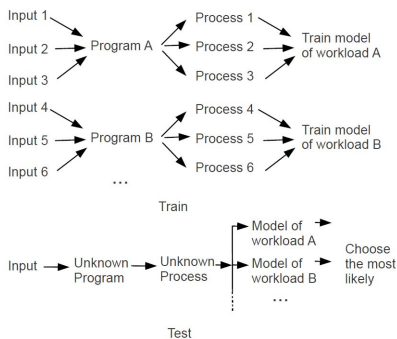 Input 1
Input 2
Input 3
Program A
Process 1
Process 2
Process 3
Train model
of workload A
Input 4
Input 5
Input 6
Program B
Process 4
Process 5
Process 6
Train model
of workload B
...
Train
Input
Unknown
Program
Unknown
Process
Model of
workload A
Model of
workload B
...
Choose
the most
likely
Test